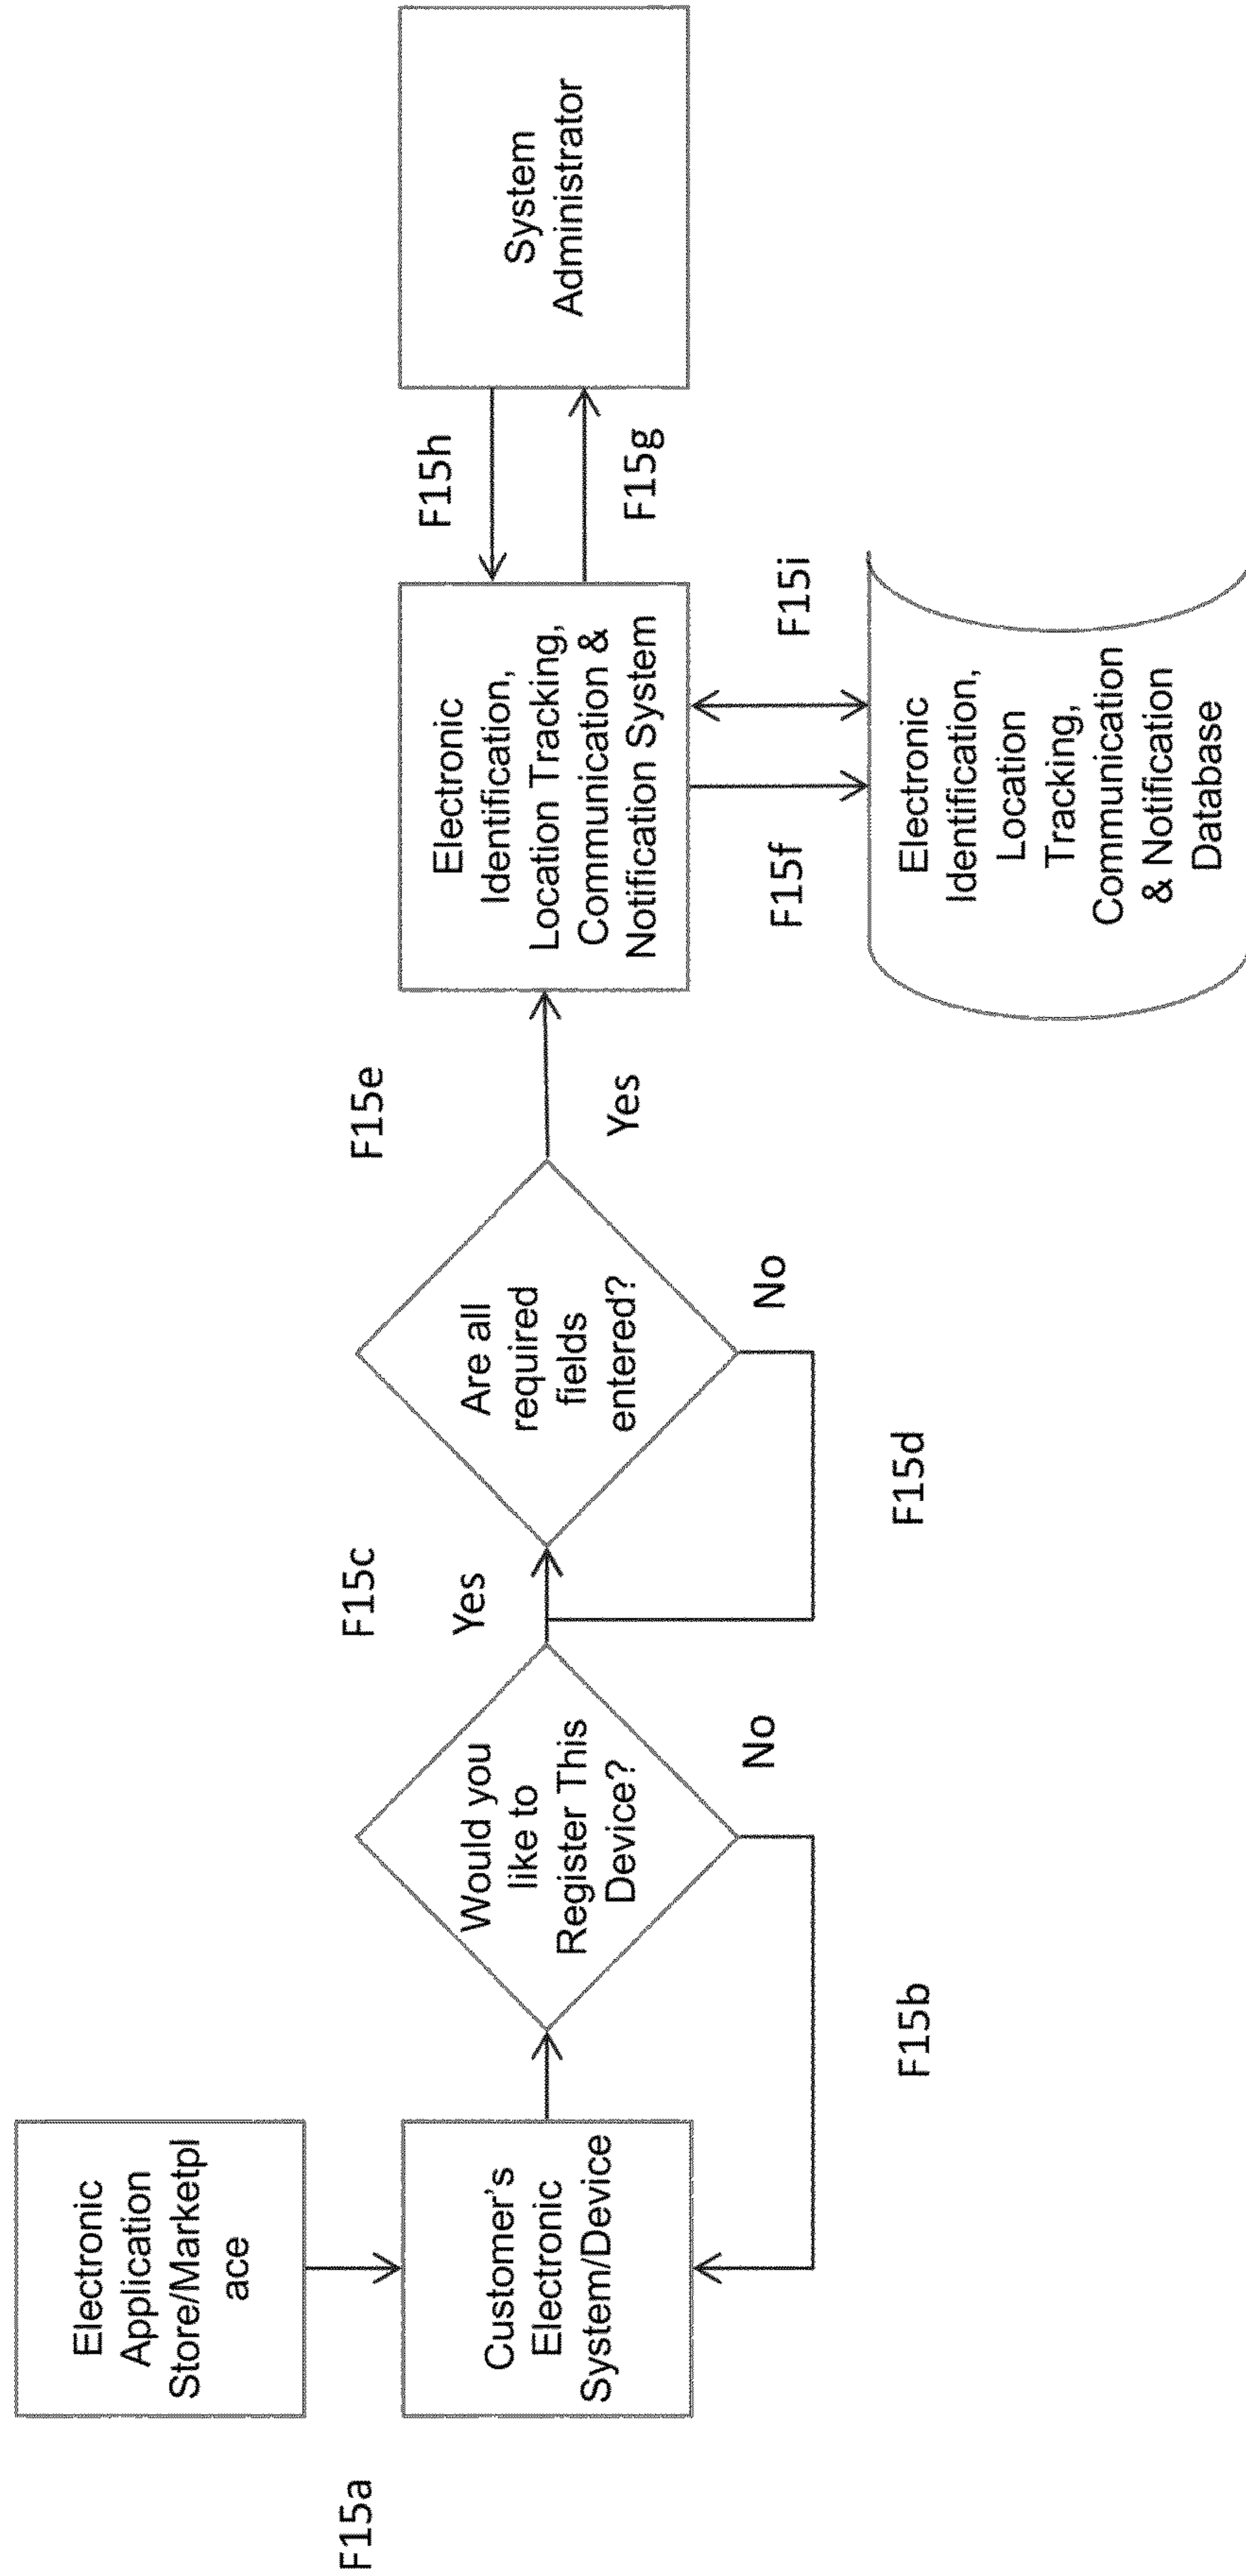 F15a
Electronic
Application
Store/Marketpl
ace
Customer's
Electronic
System/Device
F15b
Would you
like to
Register This
Device?
No
F15c
Yes
Are all
required
fields
entered?
F15d
No
F15e
Yes
Electronic
Identification,
Location Tracking,
Communication &
Notification System
F15f
F15i
Electronic
Identification,
Location
Tracking,
Communication
& Notification
Database
F15h
F15g
System
Administrator